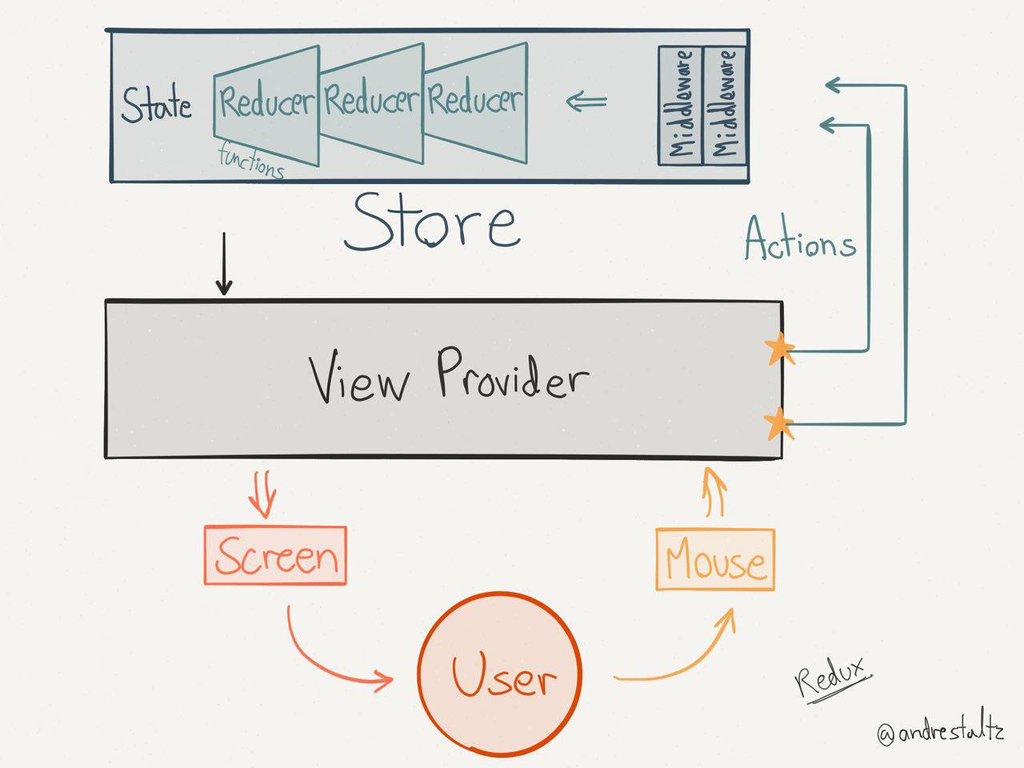 State
Reducer
Reducer
Reducer
functions
Middleware
Middleware
Store
Actions
View Provider
Screen
Mouse
User
Redux
@andrestaltz